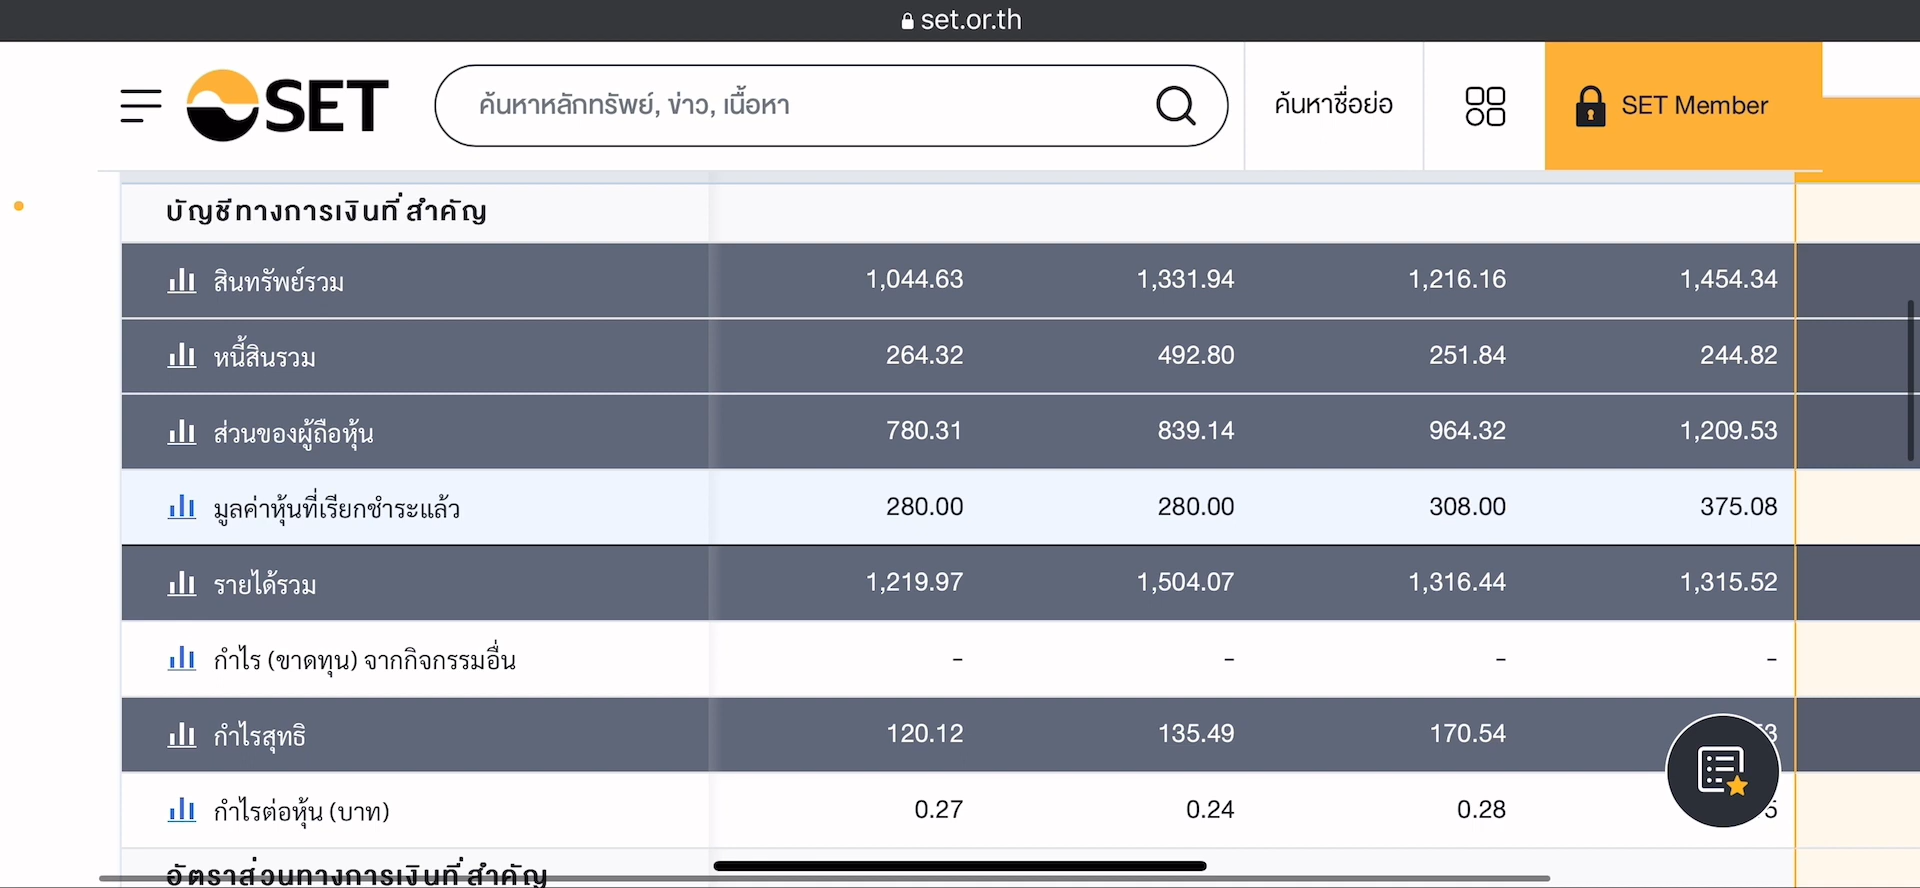 set.or.th
SET
ค้นหาหลักทรัพย์, ข่าว, เนื้อหา
ค้นหาชื่อย่อ
SET Member
บัญชีทางการเงินที่สำคัญ
สินทรัพย์รวม 1,044.63 1,331.94 1,216.16 1,454.34
หนี้สินรวม 264.32 492.80 251.84 244.82
ส่วนของผู้ถือหุ้น 780.31 839.14 964.32 1,209.53
มูลค่าหุ้นที่เรียกชำระแล้ว 280.00 280.00 308.00 375.08
รายได้รวม 1,219.97 1,504.07 1,316.44 1,315.52
กำไร (ขาดทุน) จากกิจกรรมอื่น - - - -
กำไรสุทธิ 120.12 135.49 170.54
กำไรต่อหุ้น (บาท) 0.27 0.24 0.28
อัตราส่วนทางการเงินที่สำคัญ